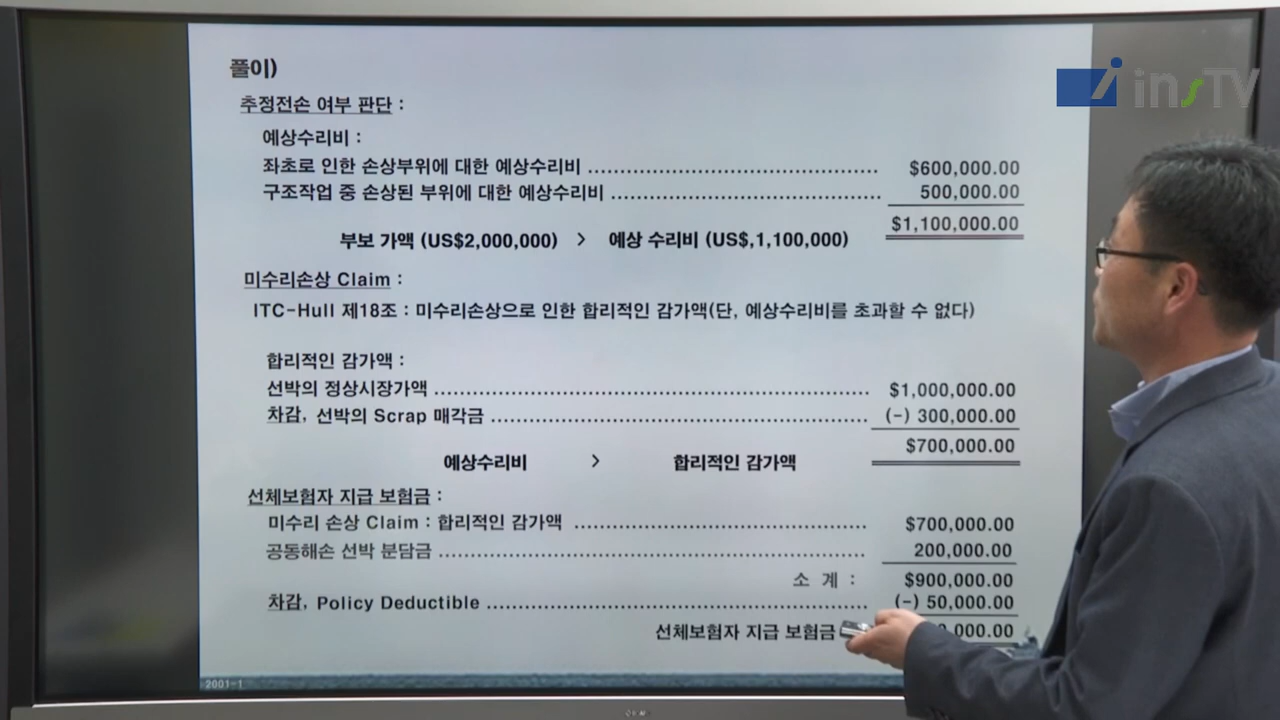 풀이)
추정전손 여부 판단 :
예상수리비 :
좌초로 인한 손상부위에 대한 예상수리비 ........................................ $600,000.00
구조작업 중 손상된 부위에 대한 예상수리비 ..................................... 500,000.00
$1,100,000.00
부보 가액 (US$2,000,000) > 예상 수리비 (US$,1,100,000)
미수리손상 Claim :
ITC-Hull 제18조 : 미수리손상으로 인한 합리적인 감가액(단, 예상수리비를 초과할 수 없다)
합리적인 감가액 :
선박의 정상시장가액 ............................................................ $1,000,000.00
차감, 선박의 Scrap 매각금 .................................................... (-) 300,000.00
$700,000.00
예상수리비 > 합리적인 감가액
선체보험자 지급 보험금 :
미수리 손상 Claim : 합리적인 감가액 ........................................ $700,000.00
공동해손 선박 분담금 .......................................................... 200,000.00
소 계 : $900,000.00
차감, Policy Deductible ..................................................... (-) 50,000.00
선체보험자 지급 보험금 000.00
2001-1
insTV